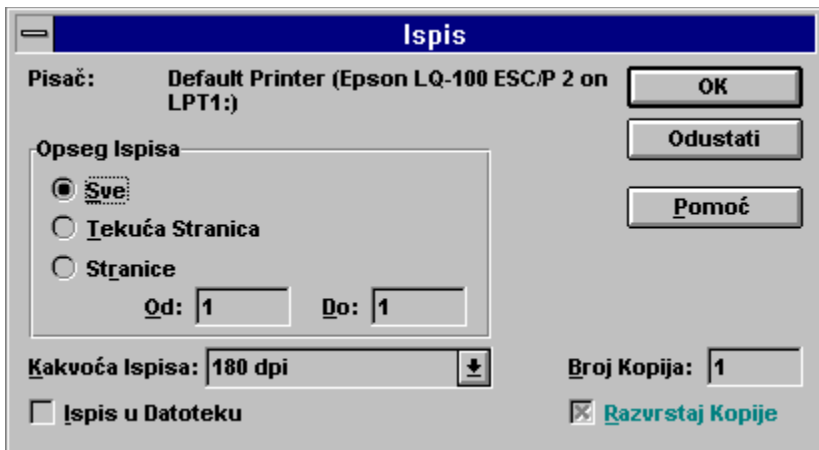 Ispis
Pisač: Default Printer (Epson LQ-100 ESC/P 2 on
LPT1:)
OK
Odustati
Pomoć
Opseg Ispisa
Sve
Tekuća Stranica
Stranice
Od: 1 Do: 1
Kakvoća Ispisa: 180 dpi Broj Kopija: 1
Ispis u Datoteku Razvrstaj Kopije